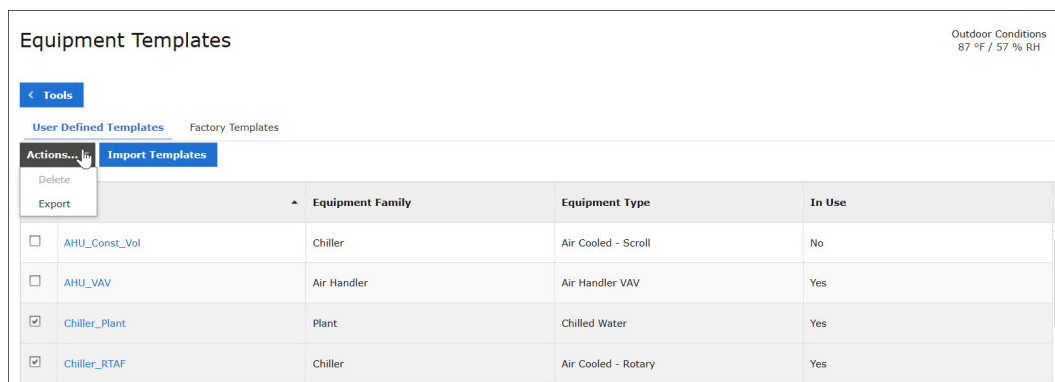 Equipment Templates
Outdoor Conditions
87 ºF / 57 % RH
< Tools
User Defined Templates Factory Templates
Actions... Import Templates
Delete
Export
Equipment Family Equipment Type In Use
AHU_Const_Vol Chiller Air Cooled - Scroll No
AHU_VAV Air Handler Air Handler VAV Yes
Chiller_Plant Plant Chilled Water Yes
Chiller_RTAF Chiller Air Cooled - Rotary Yes